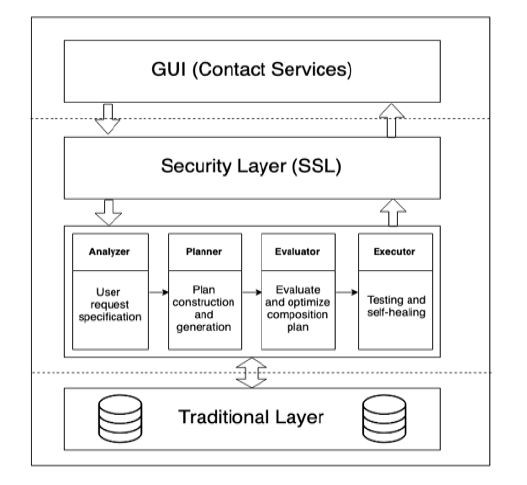 GUI (Contact Services)
Security Layer (SSL)
Analyzer
User
request
specification
Planner
Plan
construction
and
generation
Evaluator
Evaluate
and optimize
composition
plan
Executor
Testing and
self-healing
Traditional Layer